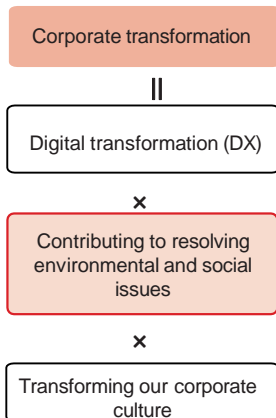 Corporate transformation
=
Digital transformation (DX)
×
Contributing to resolving
environmental and social
issues
×
Transforming our corporate
culture